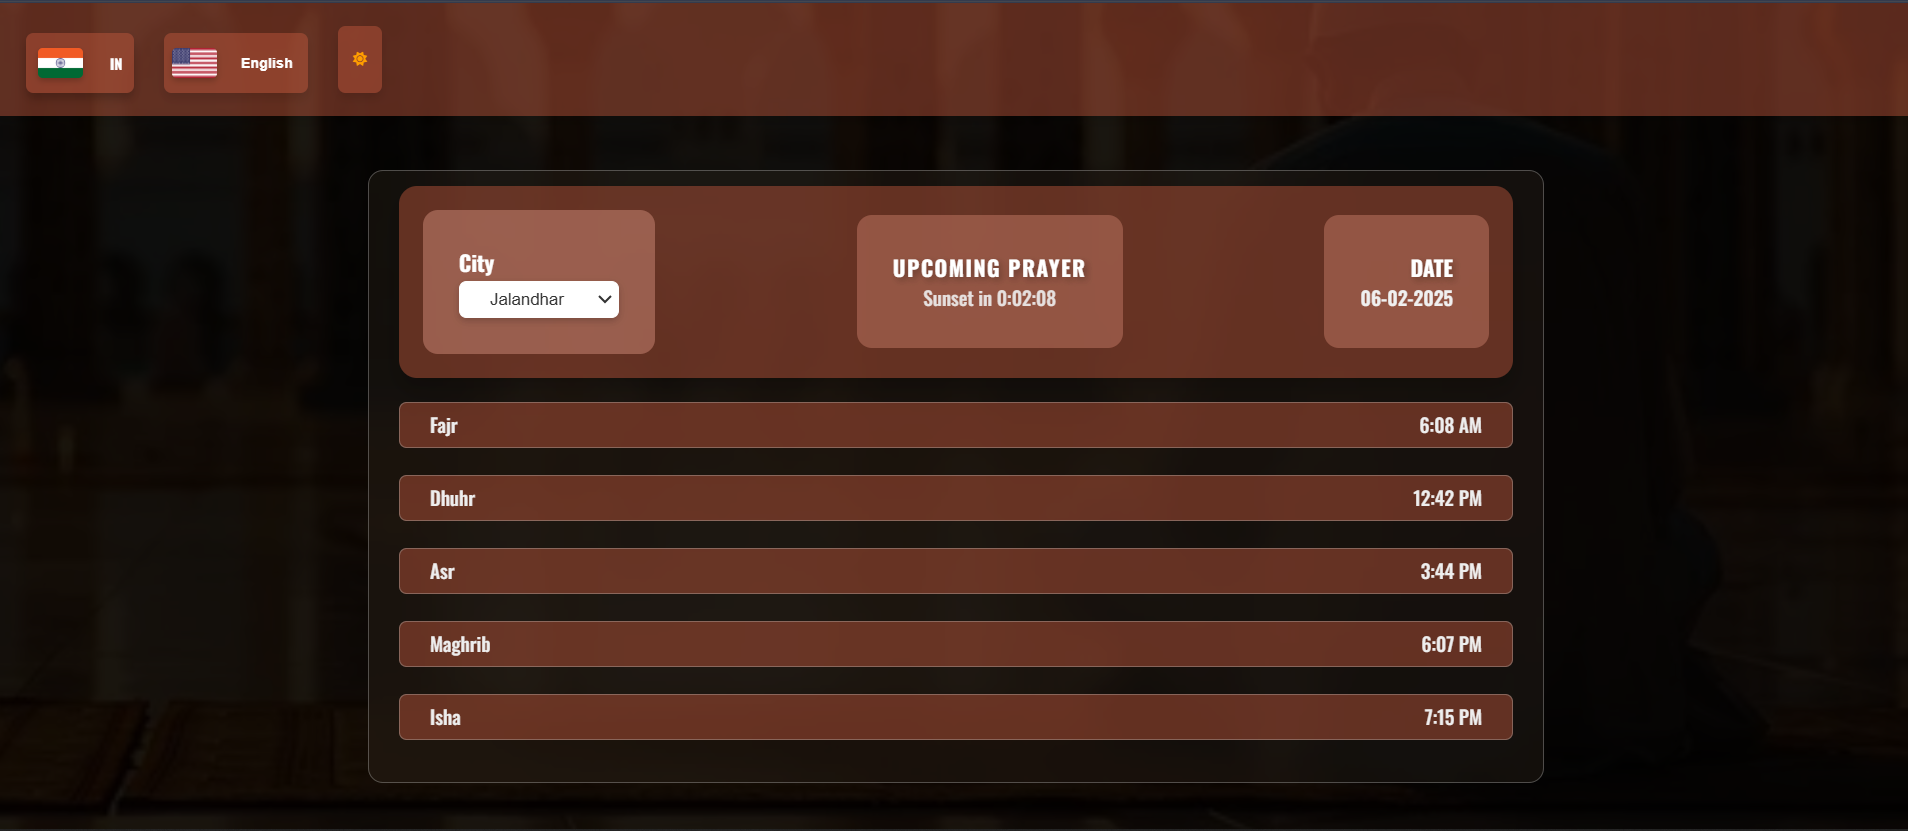 IN
English
City
Jalandhar
UPCOMING PRAYER
Sunset in 0:02:08
DATE
06-02-2025
Fajr 6:08 AM
Dhuhr 12:42 PM
Asr 3:44 PM
Maghrib 6:07 PM
Isha 7:15 PM